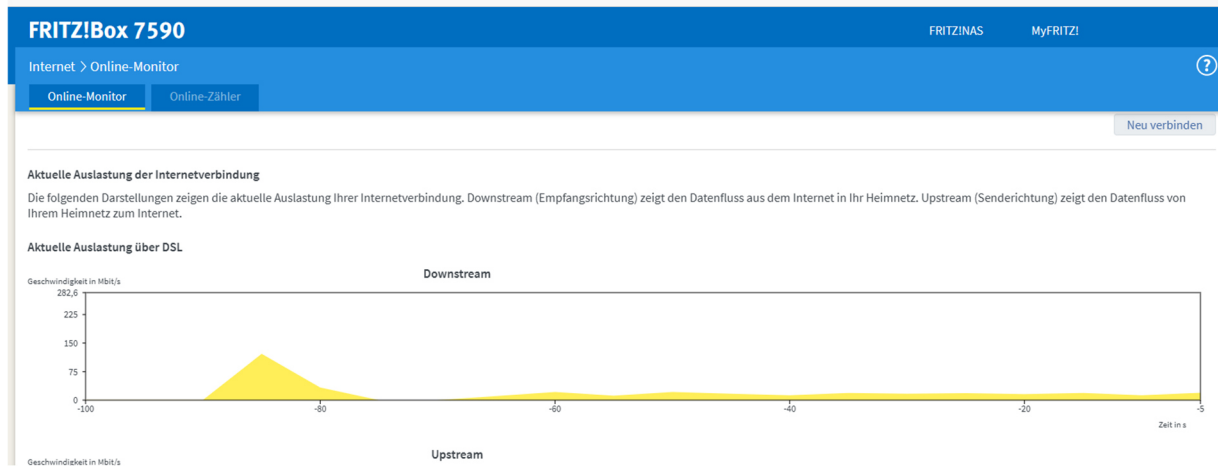 FRITZ!Box 7590
FRITZ!NAS
MyFRITZ!
Internet > Online-Monitor
?
Online-Monitor
Online-Zähler
Neu verbinden
Aktuelle Auslastung der Internetverbindung
Die folgenden Darstellungen zeigen die aktuelle Auslastung Ihrer Internetverbindung. Downstream (Empfangsrichtung) zeigt den Datenfluss aus dem Internet in Ihr Heimnetz. Upstream (Senderichtung) zeigt den Datenfluss von
Ihrem Heimnetz zum Internet.
Aktuelle Auslastung über DSL
Downstream
Geschwindigkeit in Mbit/s
282,6
225
150
75
0
-100
-80
-60
-40
-20
-5
Zeit in s
Upstream
Geschwindigkeit in Mbit/s